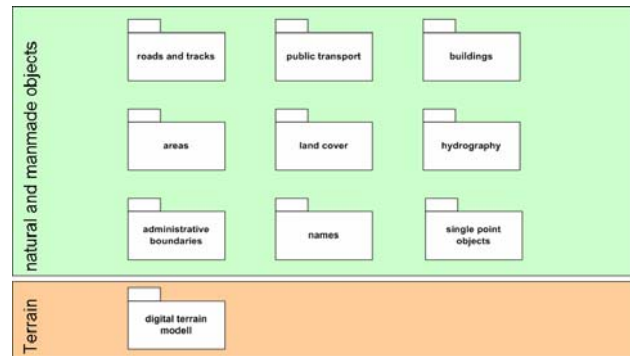 natural and manmade objects
roads and tracks
public transport
buildings
areas
land cover
hydrography
administrative
boundaries
names
single point
objects
Terrain
digital terrain
modell